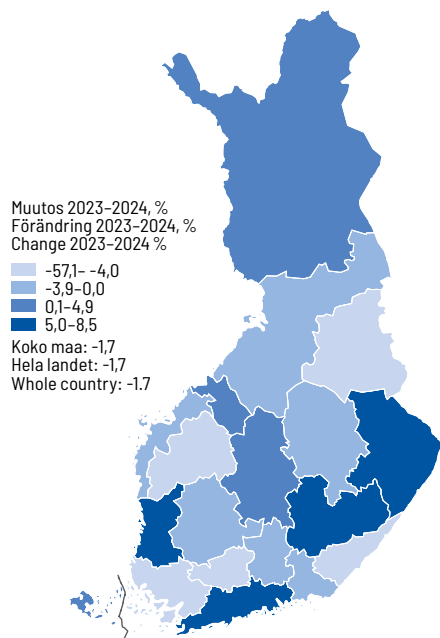 Muutos 2023–2024, %
Förändring 2023–2024, %
Change 2023–2024 %
-57,1– -4,0
-3,9–0,0
0,1–4,9
5,0–8,5
Koko maa: -1,7
Hela landet: -1,7
Whole country: -1.7